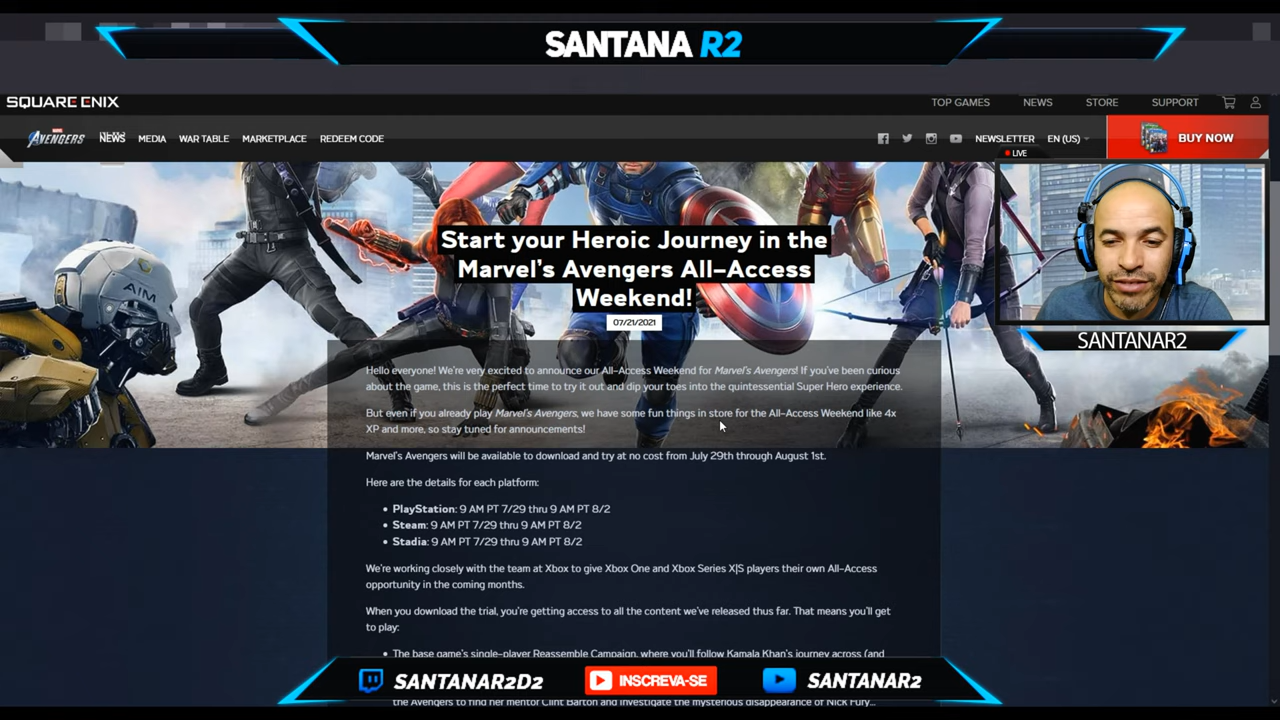 SANTANA R2
SQUARE ENIX
TOP GAMES NEWS STORE SUPPORT
MARVEL
AVENGERS NEWS MEDIA WAR TABLE MARKETPLACE REDEEM CODE NEWSLETTER EN (US) BUY NOW
LIVE
AIM
Start your Heroic Journey in the
Marvel's Avengers All-Access
Weekend!
07/21/2021
SANTANAR2
Hello everyone! We're very excited to announce our All-Access Weekend for Marvel's Avengers! If you've been curious
about the game, this is the perfect time to try it out and dip your toes into the quintessential Super Hero experience.
But even if you already play Marvel's Avengers, we have some fun things in store for the All-Access Weekend like 4x
XP and more, so stay tuned for announcements!
Marvel's Avengers will be available to download and try at no cost from July 29th through August 1st.
Here are the details for each platform:
• PlayStation: 9 AM PT 7/29 thru 9 AM PT 8/2
• Steam: 9 AM PT 7/29 thru 9 AM PT 8/2
• Stadia: 9 AM PT 7/29 thru 9 AM PT 8/2
We're working closely with the team at Xbox to give Xbox One and Xbox Series X|S players their own All-Access
opportunity in the coming months.
When you download the trial, you're getting access to all the content we've released thus far. That means you'll get
to play:
• The base game's single-player Reassemble Campaign, where you'll follow Kamala Khan's journey across (and
SANTANAR2D2 INSCREVA-SE SANTANAR2
the Avengers to find her mentor Clint Barton and investigate the mysterious disappearance of Nick Fury...